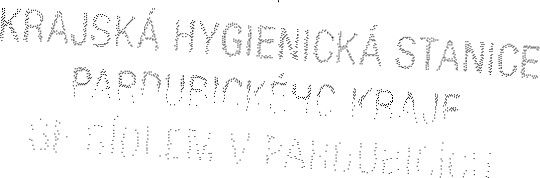 KRAJSKÁ HYGIENICKÁ STANICE
PARDUBICKÉHO KRAJE
SE SÍDLEM V PARDUBICÍCH